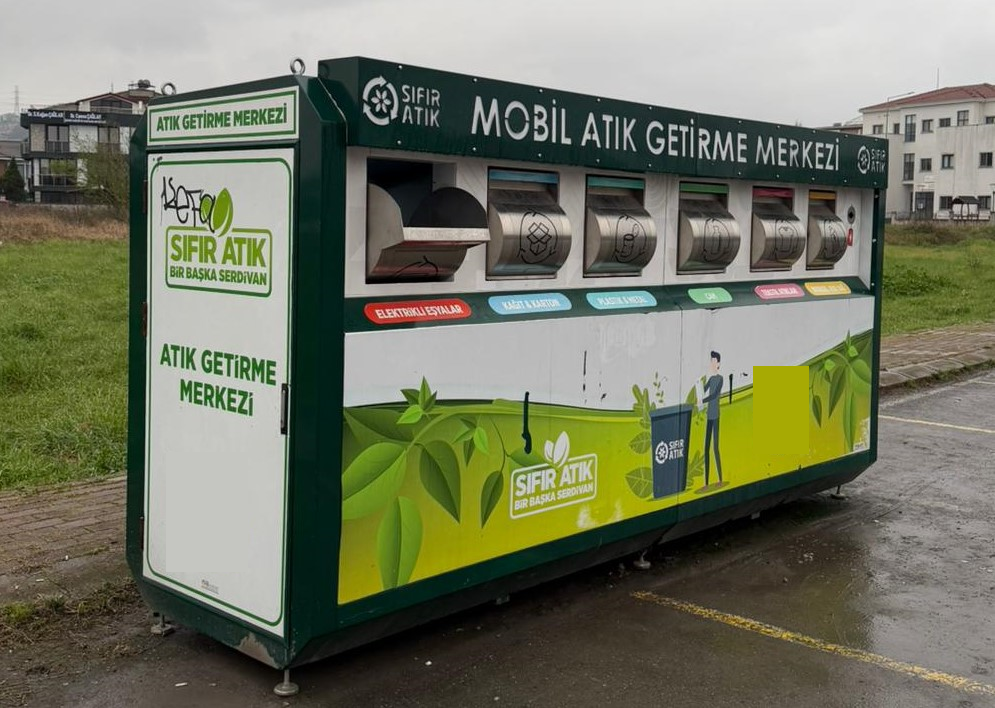 ATIK GETİRME MERKEZİ
SIFIR ATIK
BİR BAŞKA SERDİVAN
ATIK GETİRME
MERKEZİ
SIFIR
ATIK
MOBİL ATIK GETİRME MERKEZİ
SIFIR
ATIK
ELEKTRİKLİ EŞYALAR
KAĞIT & KARTON
PLASTİK & METAL
CAM
TEKSTİL ATIKLARI
SIFIR ATIK
BİR BAŞKA SERDİVAN
SIFIR
ATIK